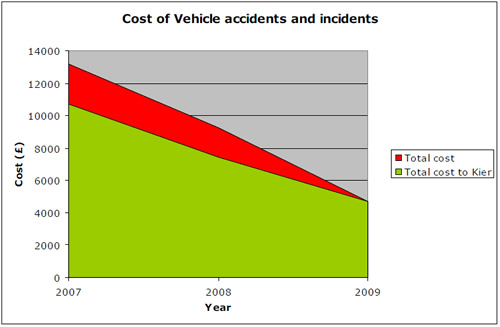 Cost of Vehicle accidents and incidents
14000
12000
10000
8000
6000
4000
2000
0
Cost (£)
2007
2008
2009
Year
Total cost
Total cost to Kier